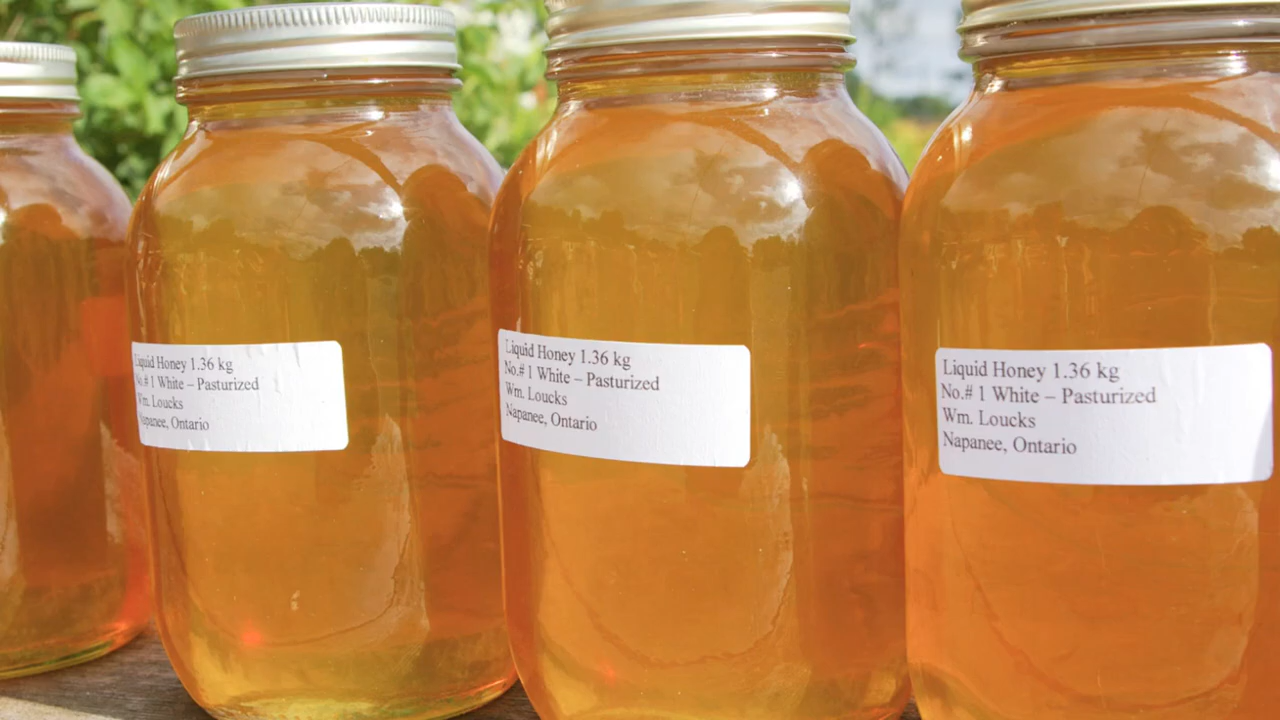 Liquid Honey 1.36 kg
No.# 1 White – Pasturized
Wm. Loucks
Napanee, Ontario
Liquid Honey 1.36 kg
No.# 1 White – Pasturized
Wm. Loucks
Napanee, Ontario
Liquid Honey 1.36 kg
No.# 1 White – Pasturized
Wm. Loucks
Napanee, Ontario